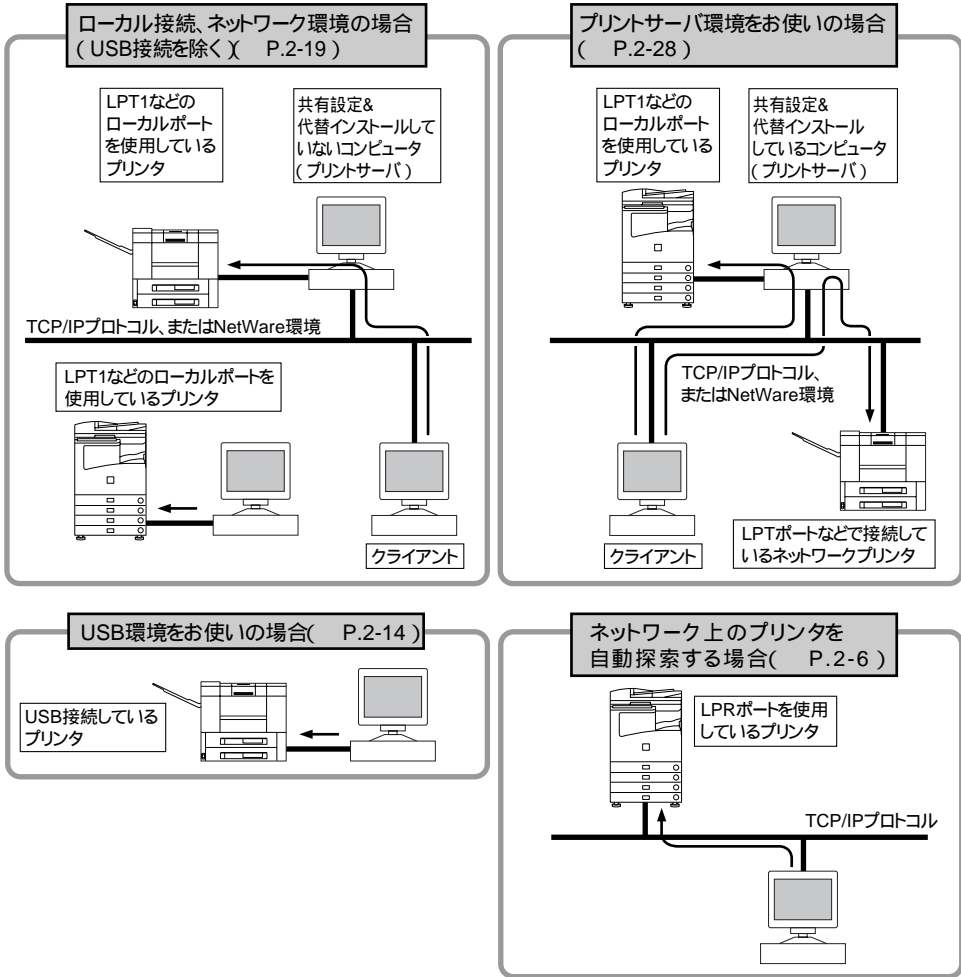 ローカル接続、ネットワーク環境の場合
(USB接続を除く)( P.2-19)
LPT1などの
ローカルポート
を使用している
プリンタ
共有設定&
代替インストールして
いないコンピュータ
(プリントサーバ)
TCP/IPプロトコル、またはNetWare環境
LPT1などのローカルポートを
使用しているプリンタ
クライアント
プリントサーバ環境をお使いの場合
( P.2-28)
LPT1などの
ローカルポート
を使用している
プリンタ
共有設定&
代替インストール
しているコンピュータ
(プリントサーバ)
TCP/IPプロトコル、
またはNetWare環境
クライアント
LPTポートなどで接続して
いるネットワークプリンタ
USB環境をお使いの場合( P.2-14)
USB接続している
プリンタ
ネットワーク上のプリンタを
自動探索する場合( P.2-6)
LPRポートを使用
しているプリンタ
TCP/IPプロトコル